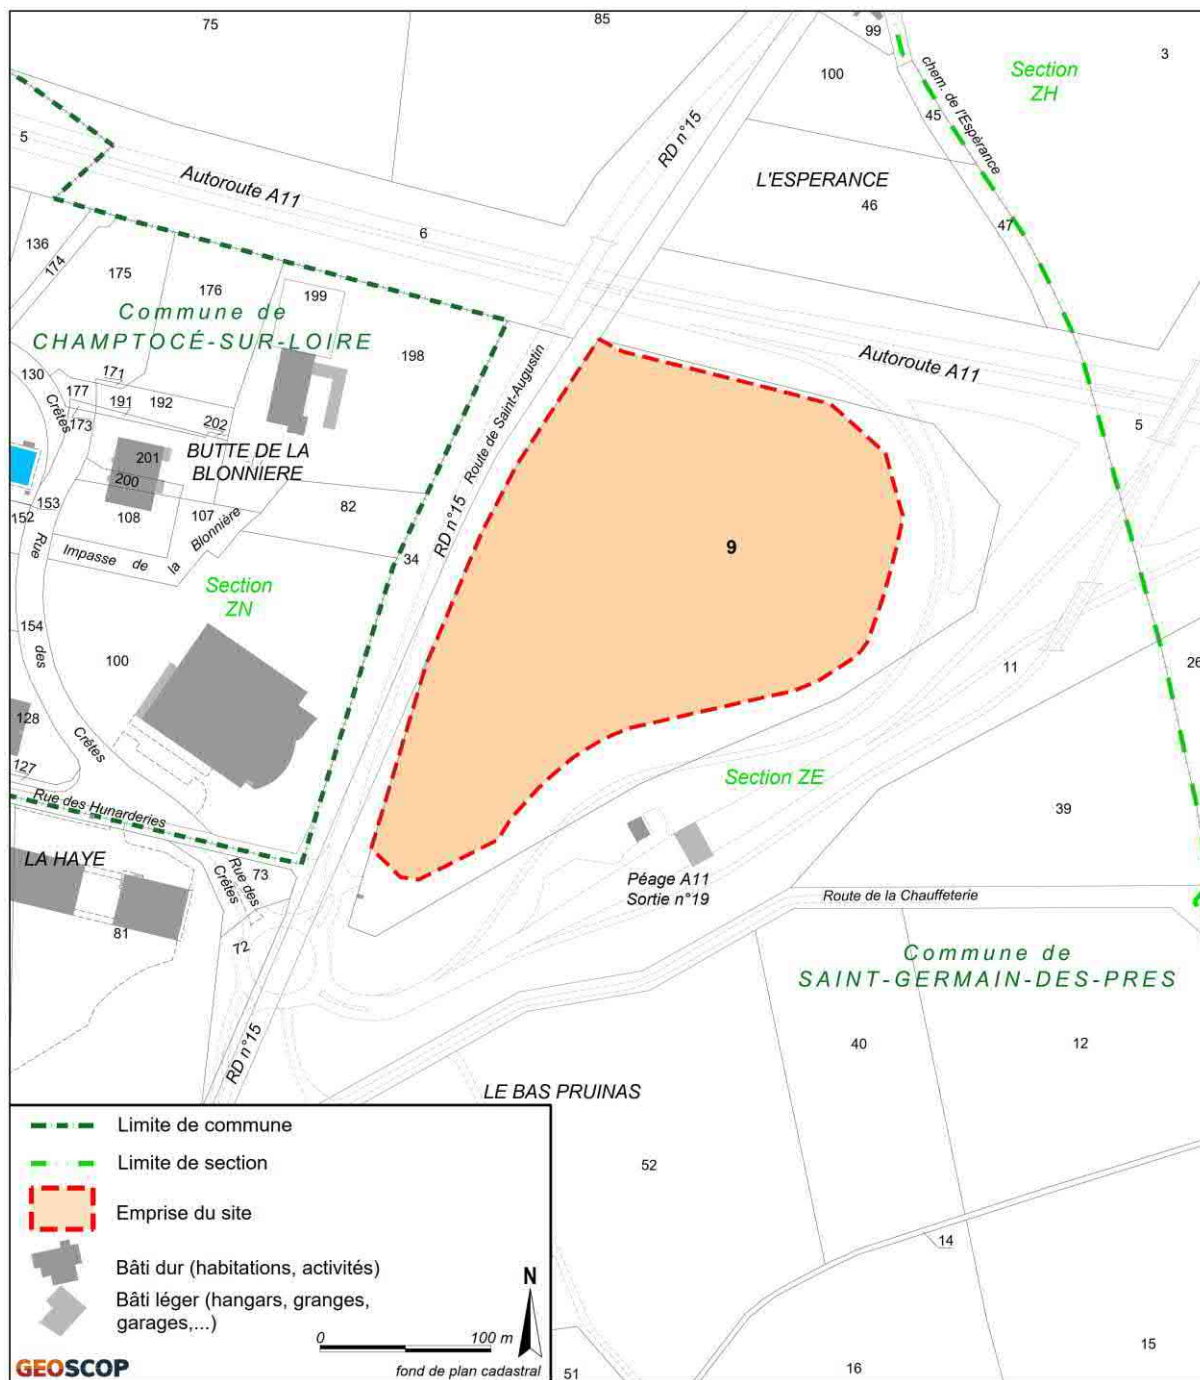 75
85
99
3
Section
ZH
100
chem. de l'Espérance
45
5
RD n°15
Autoroute A11
L'ESPERANCE
46
6
47
136
174
175
176
199
Commune de
CHAMPTOCÉ-SUR-LOIRE
198
Autoroute A11
130
171
177
191
192
202
173
Crêtes
Route de Saint-Augustin
5
BUTTE DE LA
BLONNIERE
201
200
153
152
108
107
82
Rue
Impasse de la Blonnière
RD n°15
34
9
Section
ZN
154
des
100
11
26
128
Crêtes
127
Section ZE
Rue des Hunarderies
39
LA HAYE
73
Rue des
Crêtes
Péage A11
Sortie n°19
Route de la Chauffeterie
81
72
Commune de
SAINT-GERMAIN-DES-PRES
RD n°15
40
12
LE BAS PRUINAS
52
14
15
16
51
Limite de commune
Limite de section
Emprise du site
Bâti dur (habitations, activités)
Bâti léger (hangars, granges,
garages,...)
N
0 100 m
GEOSCOP
fond de plan cadastral